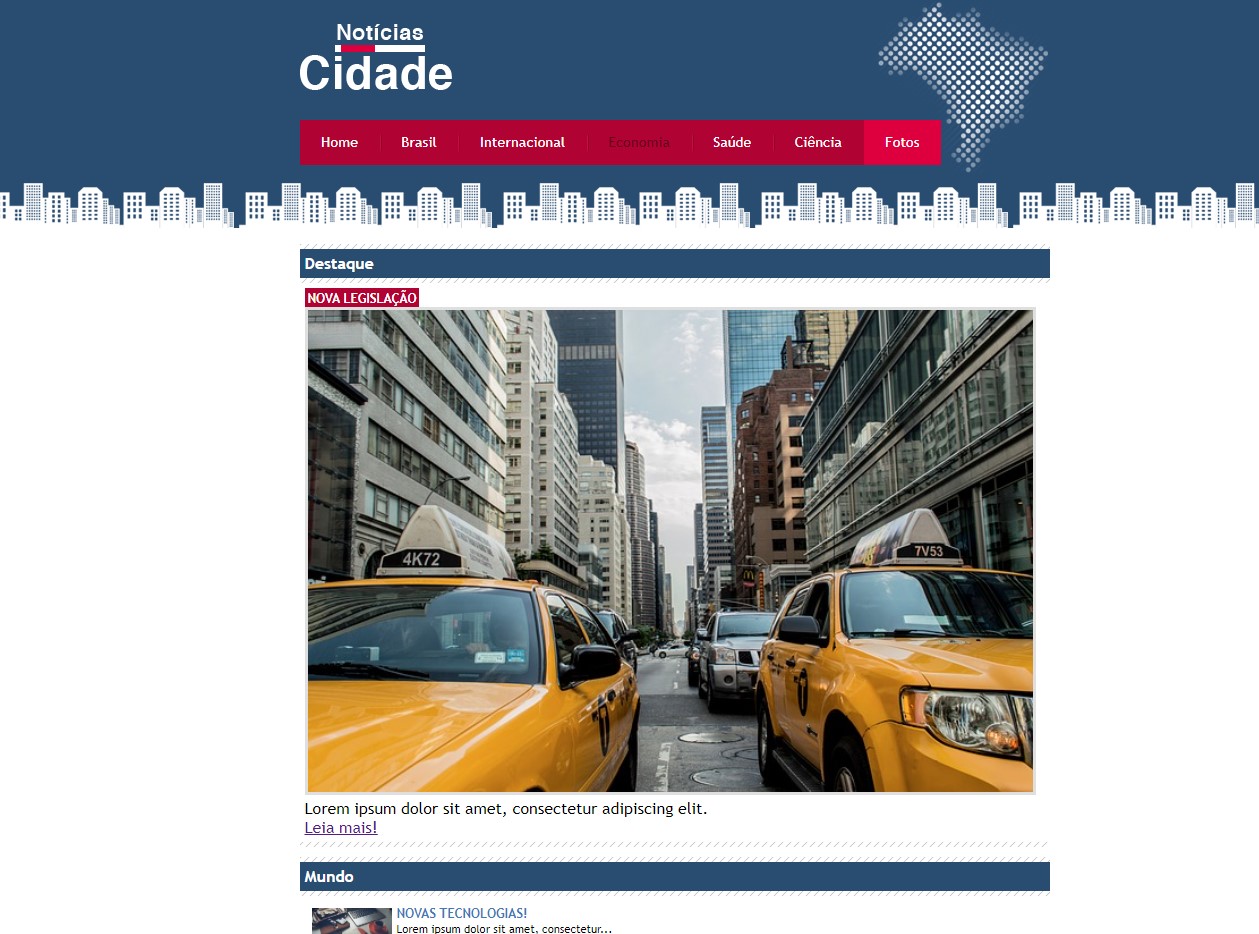 Notícias
Cidade
Home Brasil Internacional Economia Saúde Ciência Fotos
Destaque
NOVA LEGISLAÇÃO
4K72
7V53
Lorem ipsum dolor sit amet, consectetur adipiscing elit.
Leia mais!
Mundo
NOVAS TECNOLOGIAS!
Lorem ipsum dolor sit amet, consectetur...